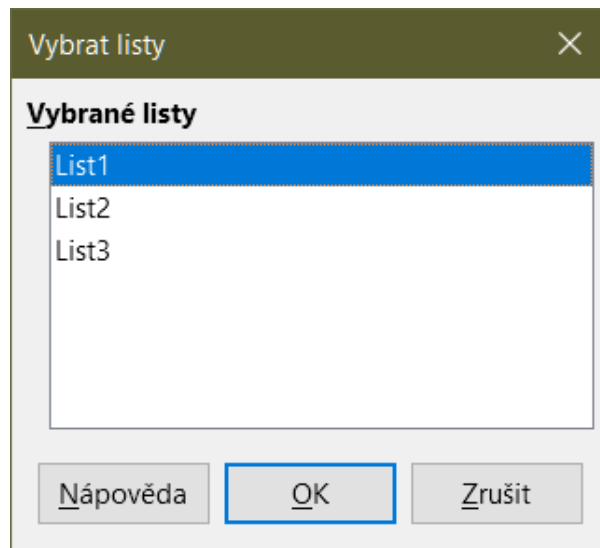 Vybrat listy
Vybrané listy
List1
List2
List3
Nápověda OK Zrušit